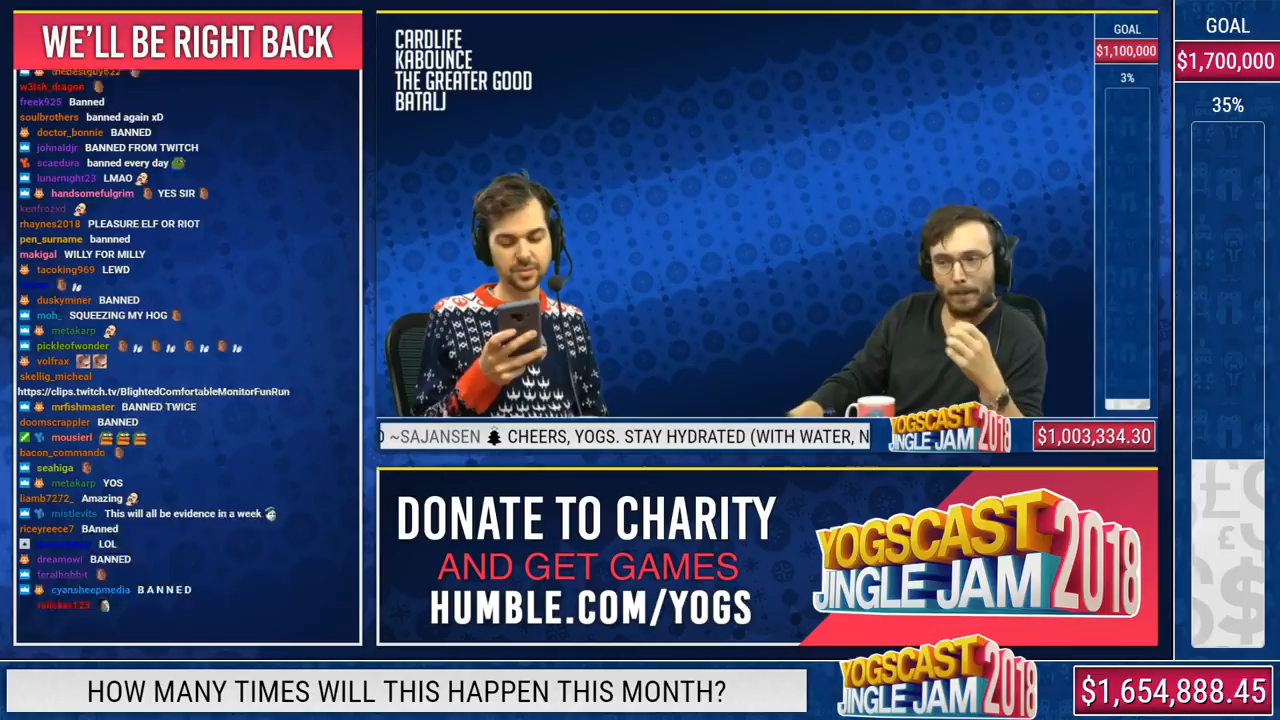 WE'LL BE RIGHT BACK
thebestguy622
w3lsh_dragon
freek925 Banned
soulbrothers banned again xD
doctor_bonnie BANNED
johnaldjr BANNED FROM TWITCH
scaedura banned every day
lunarnight23 LMAO
handsomefulgrim YES SIR
kenfrozxd
rhaynes2018 PLEASURE ELF OR RIOT
pen_surname bannned
makigal WILLY FOR MILLY
tacoking969 LEWD
duskyminer BANNED
moh_ SQUEEZING MY HOG
metakarp
pickleofwonder
volfrax
skellig_micheal
https://clips.twitch.tv/BlightedComfortableMonitorFunRun
mrfishmaster BANNED TWICE
doomscrappler BANNED
mousierl
bacon_commando
seahiga
metakarp YOS
liamb7272_ Amazing
mistlevits This will all be evidence in a week
riceyreece7 BAnned
LOL
dreamowl BANNED
feralhobbit
cyansheepmedia B A N N E D
CARDLIFE
KABOUNCE
THE GREATER GOOD
BATALJ
GOAL
$1,100,000
3%
D ~SAJANSEN CHEERS, YOGS. STAY HYDRATED (WITH WATER, N
YOGSCAST
JINGLE JAM 2018
$1,003,334.30
DONATE TO CHARITY
AND GET GAMES
HUMBLE.COM/YOGS
YOGSCAST
JINGLE JAM 2018
GOAL
$1,700,000
35%
HOW MANY TIMES WILL THIS HAPPEN THIS MONTH?
YOGSCAST
JINGLE JAM 2018
$1,654,888.45